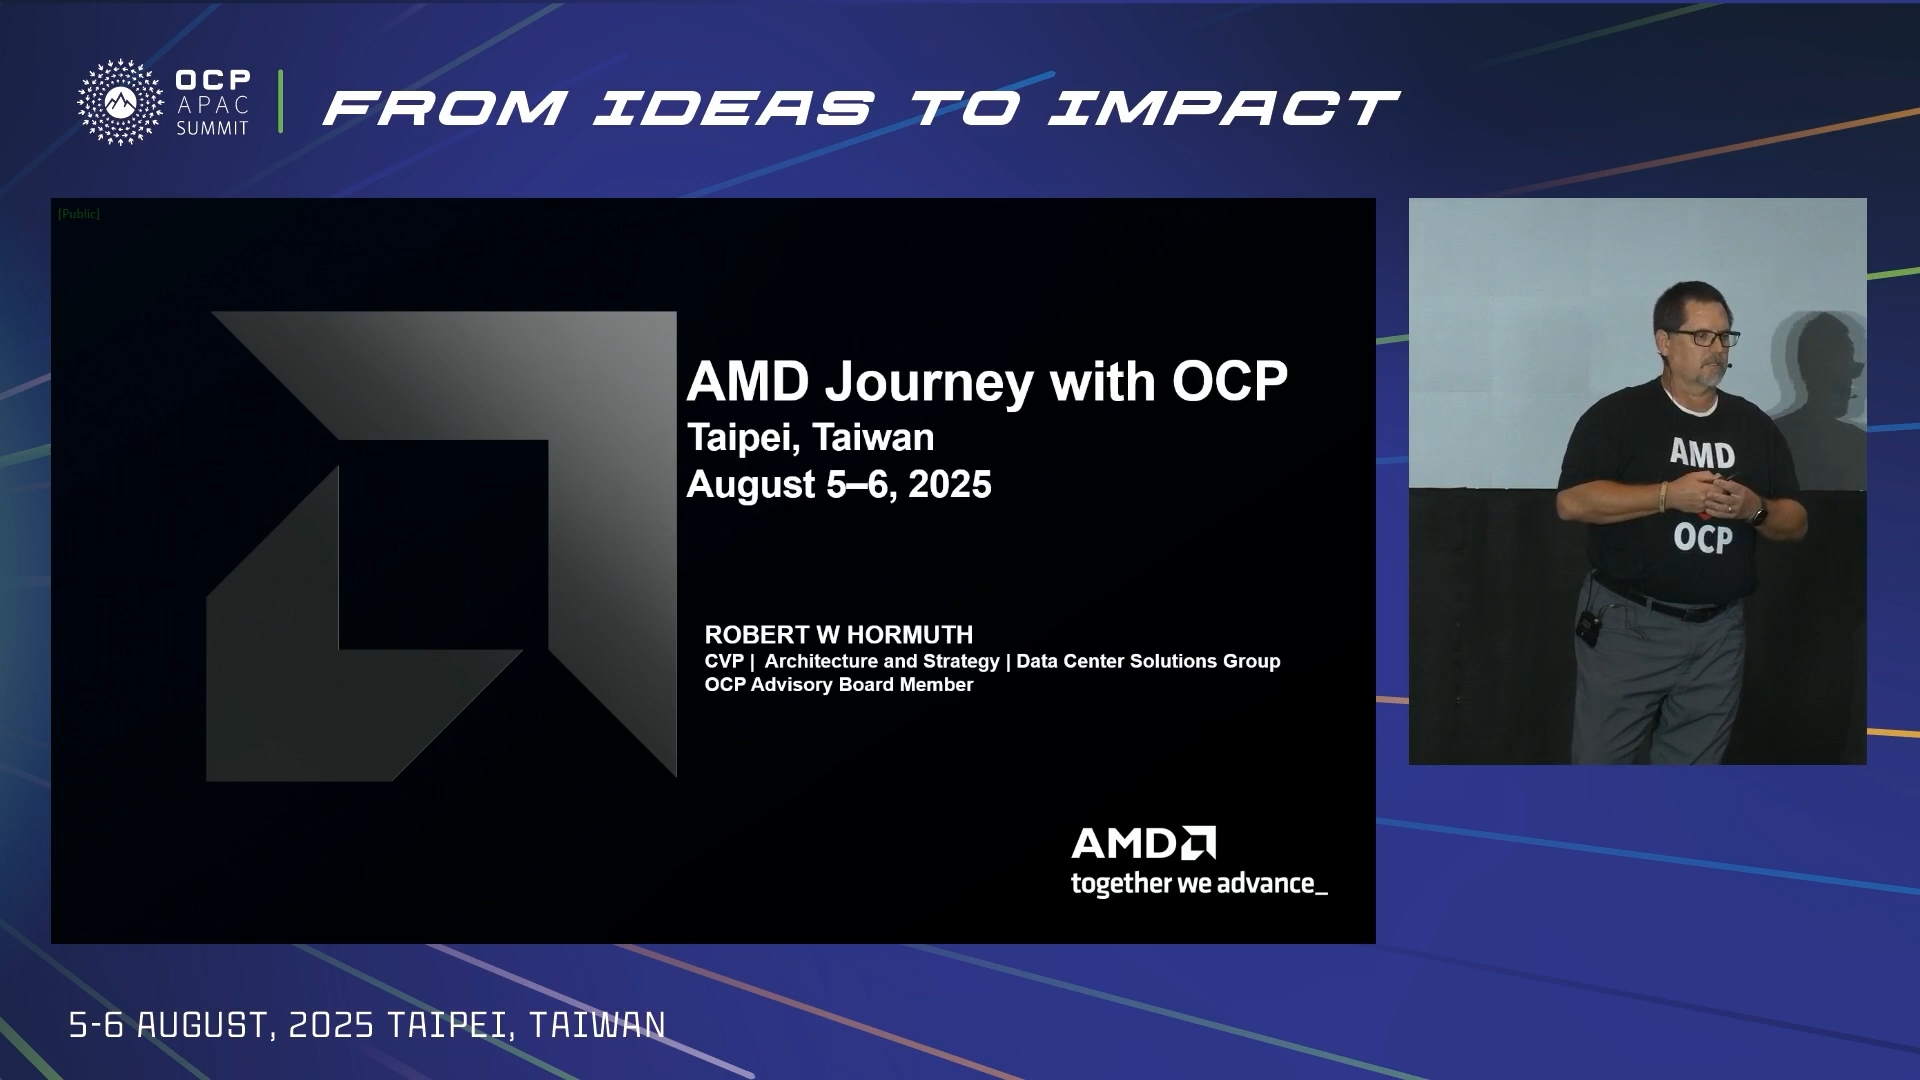 OCP
APAC
SUMMIT
FROM IDEAS TO IMPACT
[Public]
AMD Journey with OCP
Taipei, Taiwan
August 5–6, 2025
ROBERT W HORMUTH
CVP | Architecture and Strategy | Data Center Solutions Group
OCP Advisory Board Member
AMD
together we advance_
AMD
OCP
5-6 AUGUST, 2025 TAIPEI, TAIWAN